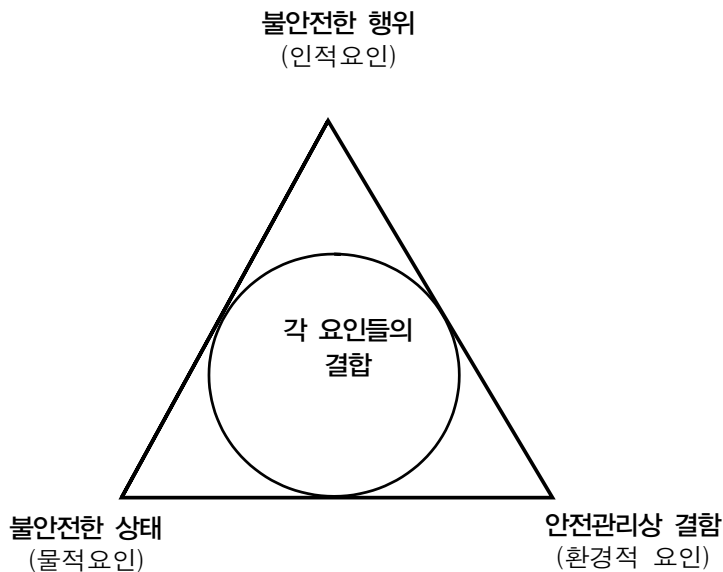 불안전한 행위
(인적요인)
각 요인들의
결합
불안전한 상태
(물적요인)
안전관리상 결함
(환경적 요인)